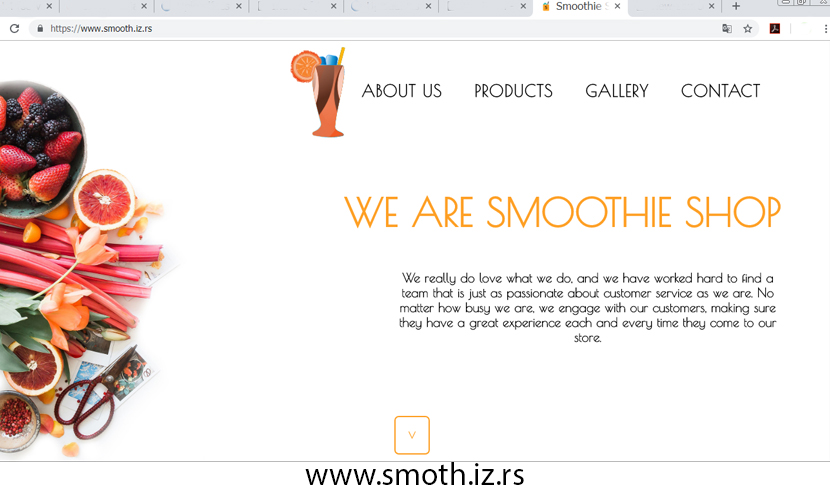 Smoothie S
https://www.smooth.iz.rs
ABOUT US PRODUCTS GALLERY CONTACT
WE ARE SMOOTHIE SHOP
We really do love what we do, and we have worked hard to find a
team that is just as passionate about customer service as we are. No
matter how busy we are, we engage with our customers, making sure
they have a great experience each and every time they come to our
store.
V
www.smoth.iz.rs